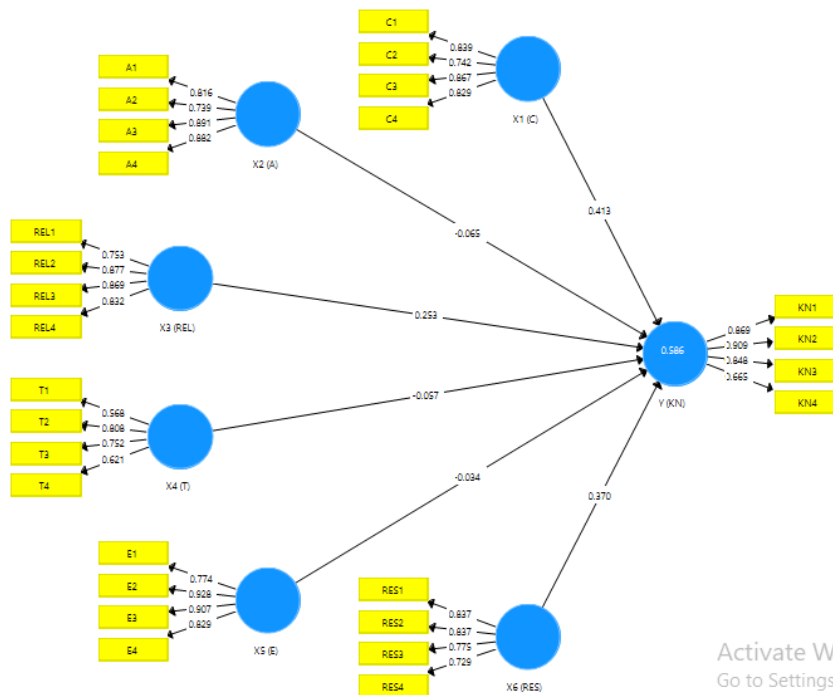 C1
C2
C3
C4
0.839
0.742
0.867
0.829
X1 (C)
A1
A2
A3
A4
0.816
0.739
0.891
0.882
X2 (A)
0.413
-0.065
REL1
REL2
REL3
REL4
0.753
0.877
0.869
0.832
X3 (REL)
0.253
0.586
Y (KN)
0.869
0.909
0.848
0.665
KN1
KN2
KN3
KN4
T1
T2
T3
T4
0.568
0.808
0.752
0.621
X4 (T)
-0.057
-0.034
0.370
E1
E2
E3
E4
0.774
0.928
0.907
0.829
X5 (E)
RES1
RES2
RES3
RES4
0.837
0.837
0.775
0.729
X6 (RES)
Activate W
Go to Settings